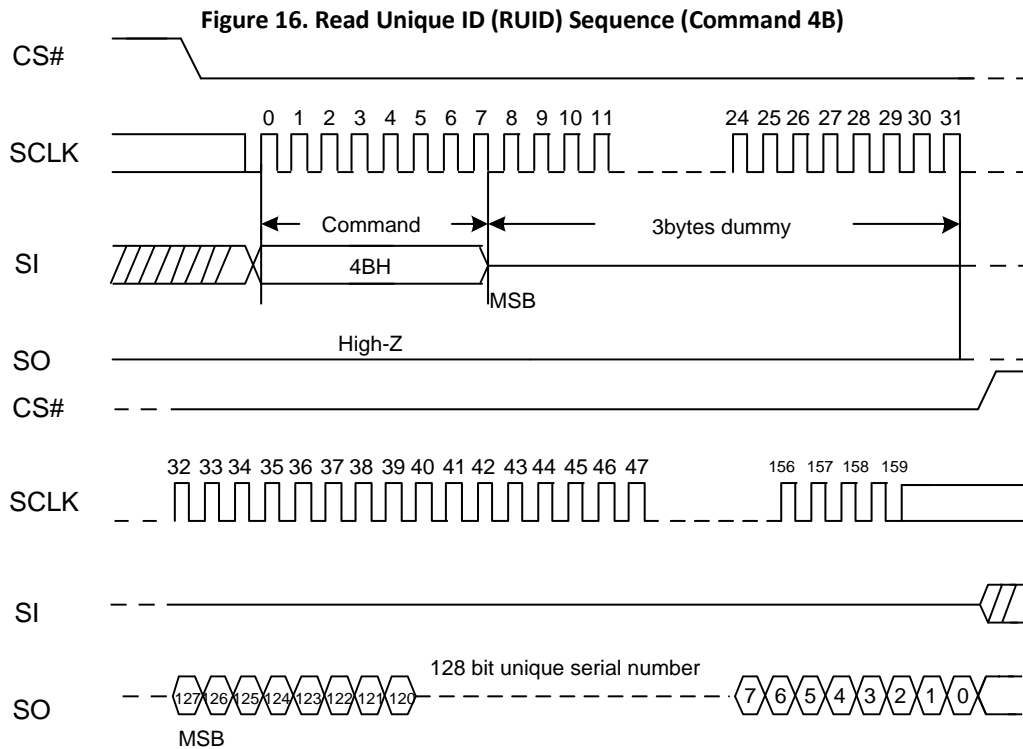 Figure 16. Read Unique ID (RUID) Sequence (Command 4B)
CS#
0 1 2 3 4 5 6 7 8 9 10 11 24 25 26 27 28 29 30 31
SCLK
Command 3bytes dummy
SI 4BH
MSB
High-Z
SO
CS#
32 33 34 35 36 37 38 39 40 41 42 43 44 45 46 47 156 157 158 159
SCLK
SI
128 bit unique serial number
SO 127 126 125 124 123 122 121 120 7 6 5 4 3 2 1 0
MSB